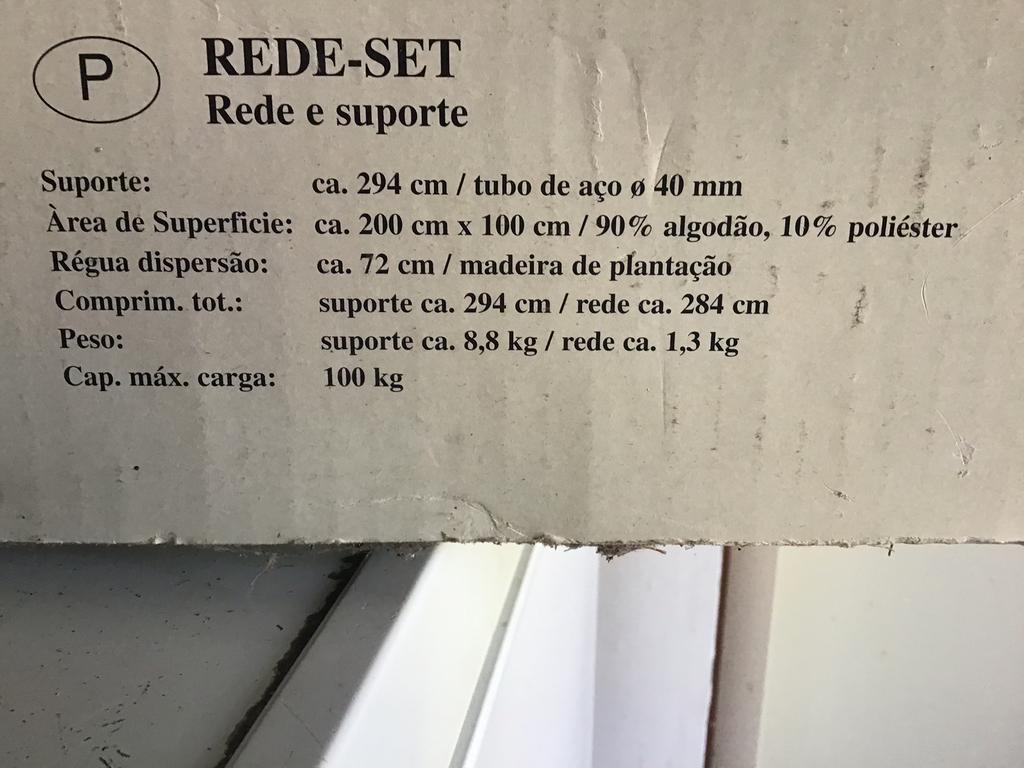 P
REDE-SET
Rede e suporte
Suporte: ca. 294 cm / tubo de aço ø 40 mm
Àrea de Superficie: ca. 200 cm x 100 cm / 90% algodão, 10% poliéster
Régua dispersão: ca. 72 cm / madeira de plantação
Comprim. tot.: suporte ca. 294 cm / rede ca. 284 cm
Peso: suporte ca. 8,8 kg / rede ca. 1,3 kg
Cap. máx. carga: 100 kg